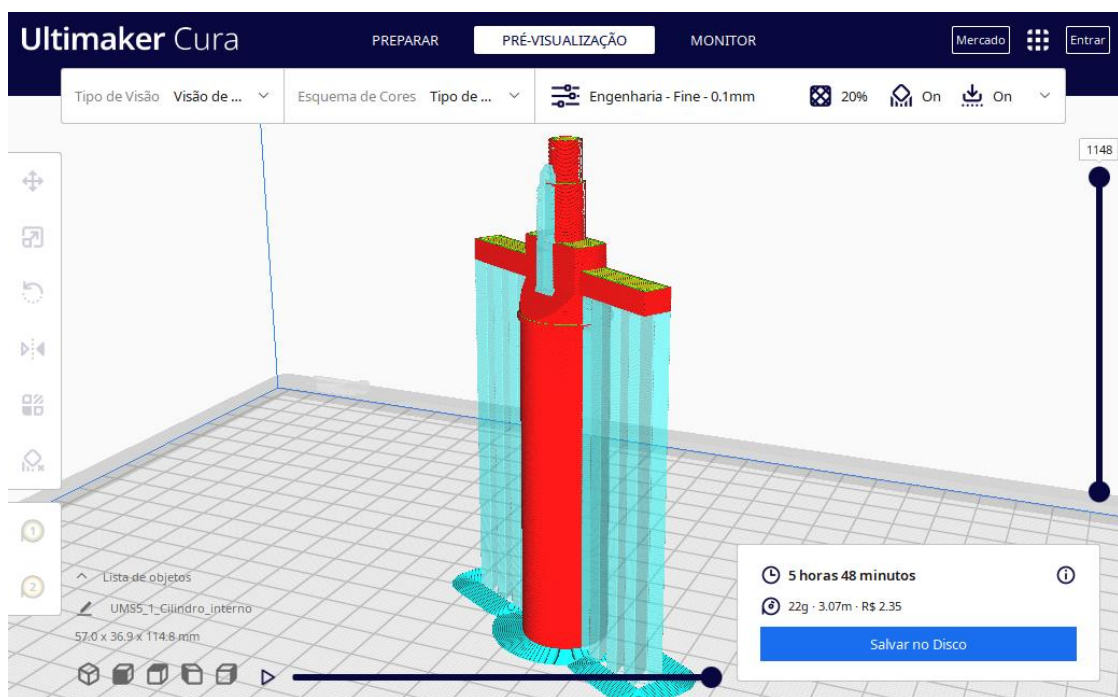 Ultimaker Cura
PREPARAR
PRÉ-VISUALIZAÇÃO
MONITOR
Mercado
Entrar
Tipo de Visão Visão de ...
Esquema de Cores Tipo de ...
Engenharia - Fine - 0.1mm
20%
On
On
1148
1
2
Lista de objetos
UMS5_1_Cilindro_interno
57.0 x 36.9 x 114.8 mm
5 horas 48 minutos
22g · 3.07m · R$ 2.35
Salvar no Disco